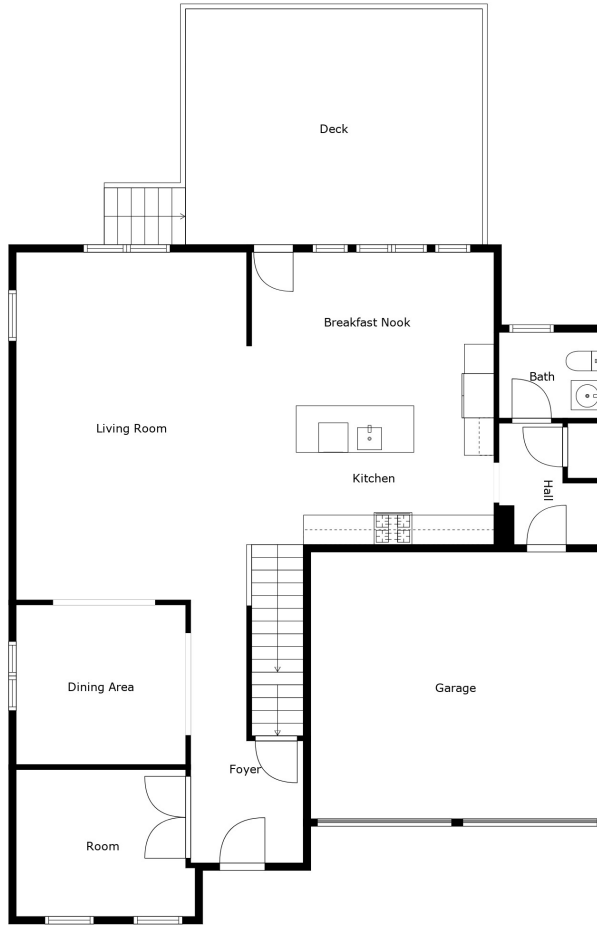 Deck
Breakfast Nook
Bath
Living Room
Kitchen
Hall
Dining Area
Garage
Foyer
Room